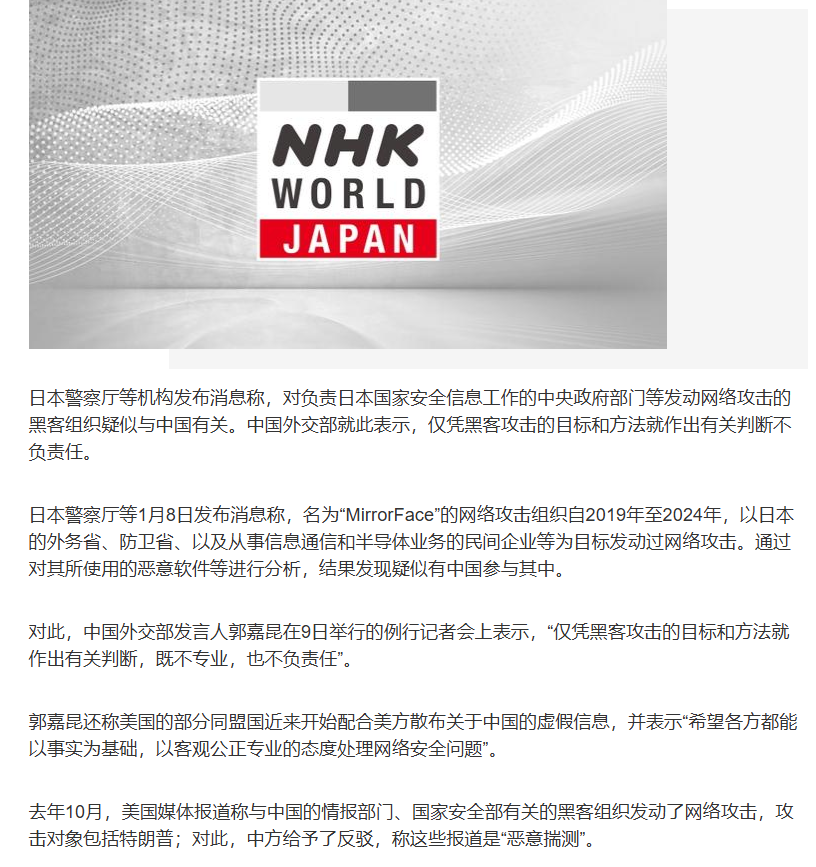 NHK
WORLD
JAPAN
日本警察厅等机构发布消息称，对负责日本国家安全信息工作的中央政府部门等发动网络攻击的
黑客组织疑似与中国有关。中国外交部就此表示，仅凭黑客攻击的目标和方法就作出有关判断不
负责任。
日本警察厅等1月8日发布消息称，名为“MirrorFace”的网络攻击组织自2019年至2024年，以日本
的外务省、防卫省、以及从事信息通信和半导体业务的民间企业等为目标发动过网络攻击。通过
对其所使用的恶意软件等进行分析，结果发现疑似有中国参与其中。
对此，中国外交部发言人郭嘉昆在9日举行的例行记者会上表示，“仅凭黑客攻击的目标和方法就
作出有关判断，既不专业，也不负责任”。
郭嘉昆还称美国的部分同盟国近来开始配合美方散布关于中国的虚假信息，并表示“希望各方都能
以事实为基础，以客观公正专业的态度处理网络安全问题”。
去年10月，美国媒体报道称与中国的情报部门、国家安全部有关的黑客组织发动了网络攻击，攻
击对象包括特朗普；对此，中方给予了反驳，称这些报道是“恶意揣测”。